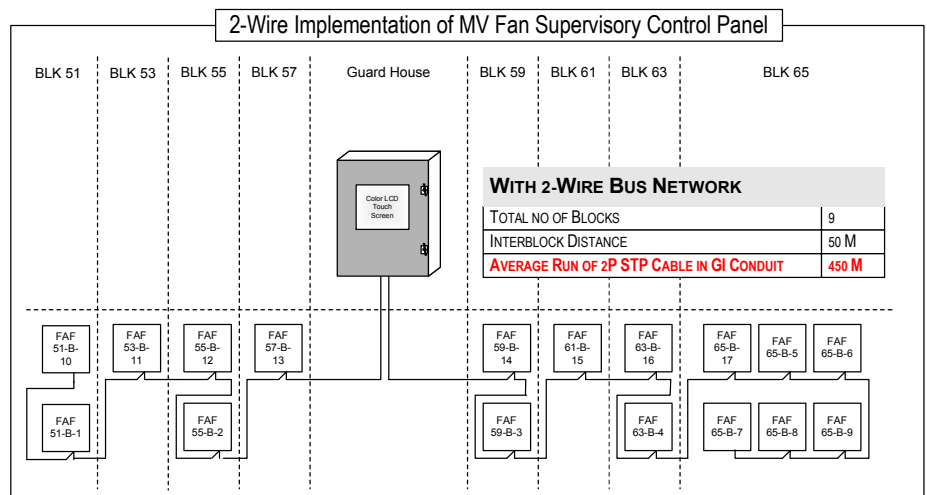 2-Wire Implementation of MV Fan Supervisory Control Panel
BLK 51
BLK 53
BLK 55
BLK 57
Guard House
BLK 59
BLK 61
BLK 63
BLK 65
Color LCD
Touch
Screen
WITH 2-WIRE BUS NETWORK
TOTAL NO OF BLOCKS 9
INTERBLOCK DISTANCE 50 M
AVERAGE RUN OF 2P STP CABLE IN GI CONDUIT 450 M
FAF
51-B-
10
FAF
53-B-
11
FAF
55-B-
12
FAF
57-B-
13
FAF
59-B-
14
FAF
61-B-
15
FAF
63-B-
16
FAF
65-B-
17
FAF
65-B-5
FAF
65-B-6
FAF
51-B-1
FAF
55-B-2
FAF
59-B-3
FAF
63-B-4
FAF
65-B-7
FAF
65-B-8
FAF
65-B-9